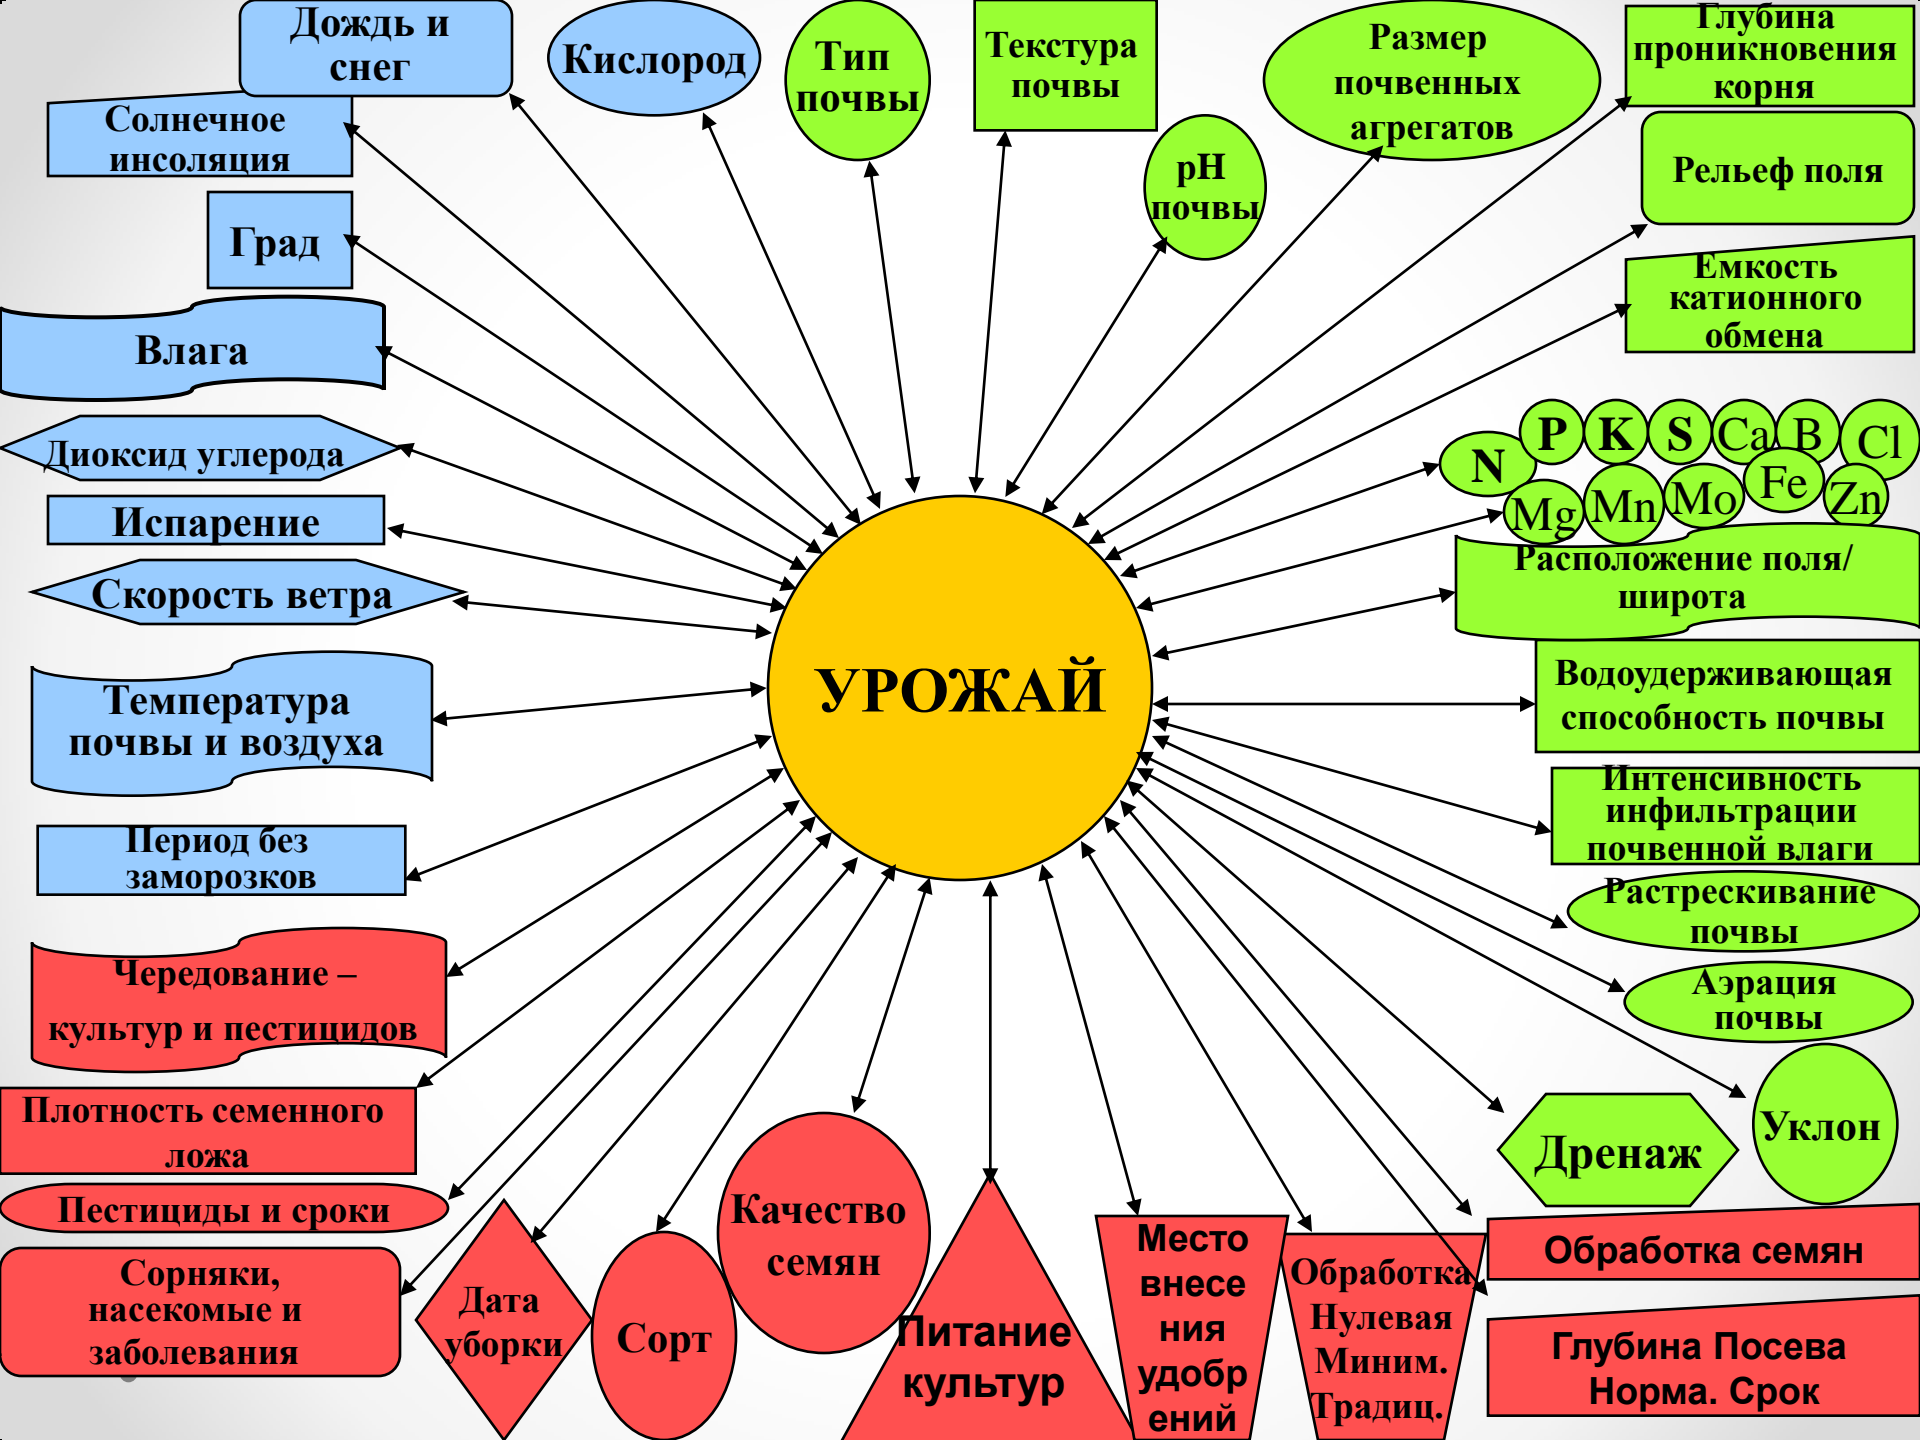 Дождь и
снег
Кислород
Тип
почвы
Текстура
почвы
Размер
почвенных
агрегатов
Глубина
проникновения
корня
Солнечное
инсоляция
pH
почвы
Рельеф поля
Град
Емкость
катионного
обмена
Влага
Диоксид углерода
N
P
K
S
Ca
B
Cl
Mg
Mn
Mo
Fe
Zn
Испарение
Скорость ветра
Расположение поля/
широта
УРОЖАЙ
Температура
почвы и воздуха
Водоудерживающая
способность почвы
Интенсивность
инфильтрации
почвенной влаги
Период без
заморозков
Растрескивание
почвы
Чередование –
культур и пестицидов
Аэрация
почвы
Плотность семенного
ложа
Дренаж
Уклон
Пестициды и сроки
Сорняки,
насекомые и
заболевания
Дата
уборки
Сорт
Качество
семян
Питание
культур
Место
внесе
ния
удобр
ений
Обработка
Нулевая
Миним.
Традиц.
Обработка семян
Глубина Посева
Норма. Срок